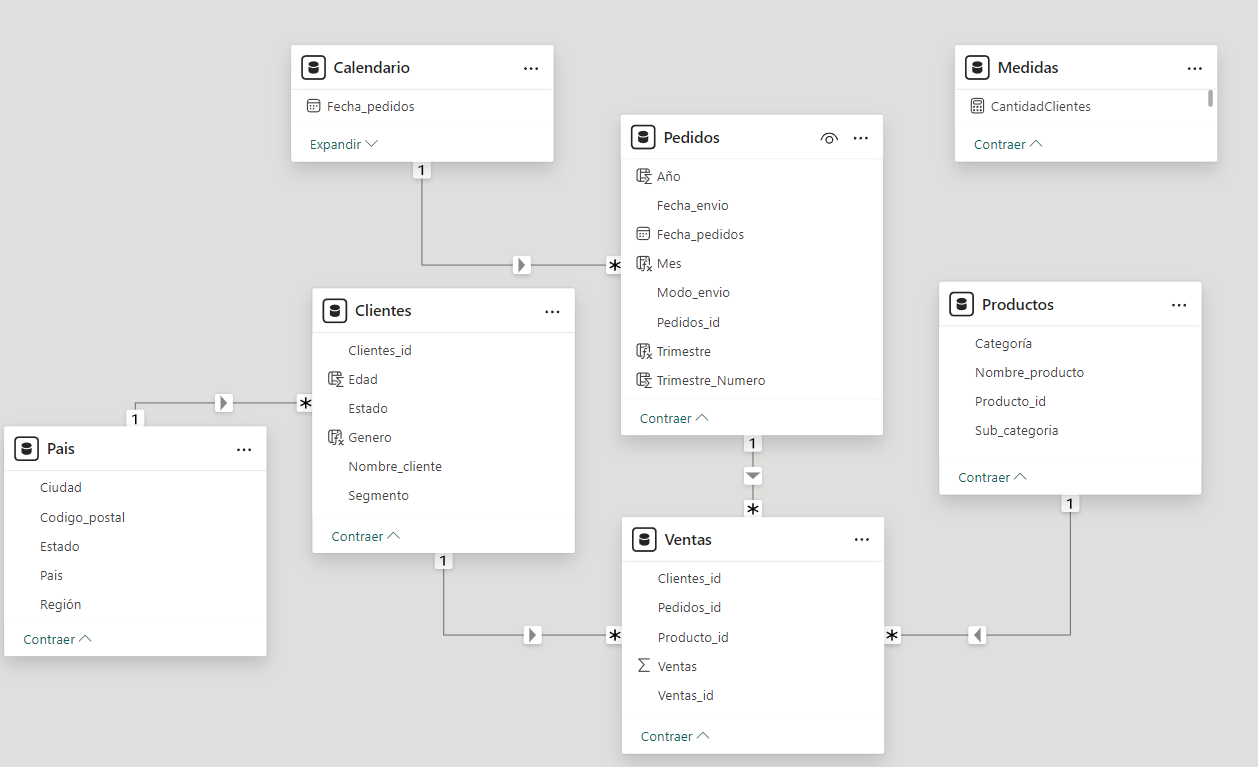 Calendario
Fecha_pedidos
Expandir
Medidas
CantidadClientes
Contraer
Pedidos
Año
Fecha_envio
Fecha_pedidos
Mes
Modo_envio
Pedidos_id
Trimestre
Trimestre_Numero
Contraer
Clientes
Clientes_id
Edad
Estado
Genero
Nombre_cliente
Segmento
Contraer
Productos
Categoría
Nombre_producto
Producto_id
Sub_categoria
Contraer
Pais
Ciudad
Codigo_postal
Estado
Pais
Región
Contraer
Ventas
Clientes_id
Pedidos_id
Producto_id
Σ Ventas
Ventas_id
Contraer
1
*
1
*
1
*
1
*
1
*